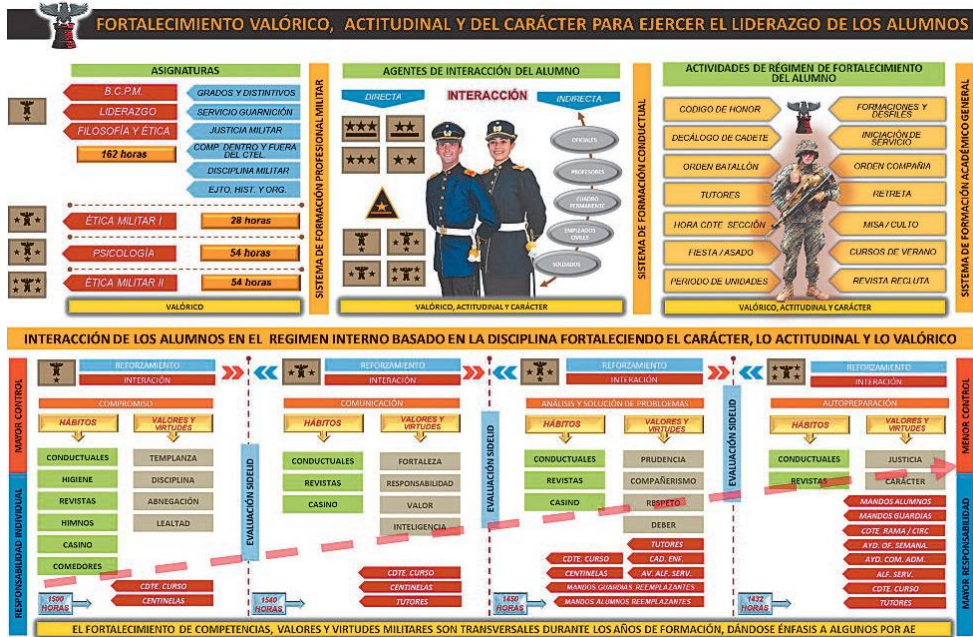 FORTALECIMIENTO VALÓRICO, ACTITUDINAL Y DEL CARÁCTER PARA EJERCER EL LIDERAZGO DE LOS ALUMNOS
ASIGNATURAS
B.C.P.M.
LIDERAZGO
FILOSOFÍA Y ÉTICA
162 horas
GRADOS Y DISTINTIVOS
SERVICIO GUARNICIÓN
JUSTICIA MILITAR
COMP. DENTRO Y FUERA
DEL CTEL.
DISCIPLINA MILITAR
EJTO. HIST. Y ORG.
ÉTICA MILITAR I
28 horas
PSICOLOGÍA
54 horas
ÉTICA MILITAR II
54 horas
VALÓRICO
SISTEMA DE FORMACIÓN PROFESIONAL MILITAR
AGENTES DE INTERACCIÓN DEL ALUMNO
DIRECTA
INTERACCIÓN
INDIRECTA
OFICIALES
PROFESORES
CUADRO
PERMANENTE
EMPLEADOS
CIVILES
SOLDADOS
VALÓRICO, ACTITUDINAL Y CARÁCTER
SISTEMA DE FORMACIÓN CONDUCTUAL
ACTIVIDADES DE RÉGIMEN DE FORTALECIMIENTO
DEL ALUMNO
CODIGO DE HONOR
DECÁLOGO DE CADETE
ORDEN BATALLÓN
TUTORES
HORA CDTE. SECCIÓN
FIESTA / ASADO
PERIODO DE UNIDADES
FORMACIONES Y
DESFILES
INICIACIÓN DE
SERVICIO
ORDEN COMPAÑIA
RETRETA
MISA / CULTO
CURSOS DE VERANO
REVISTA RECLUTA
VALÓRICO, ACTITUDINAL Y CARÁCTER
SISTEMA DE FORMACIÓN ACADÉMICO GENERAL
INTERACCIÓN DE LOS ALUMNOS EN EL REGIMEN INTERNO BASADO EN LA DISCIPLINA FORTALECIENDO EL CARÁCTER, LO ACTITUDINAL Y LO VALÓRICO
MAYOR CONTROL
RESPONSABILIDAD INDIVIDUAL
REFORZAMIENTO
INTERACIÓN
COMPROMISO
HÁBITOS
VALORES Y
VIRTUDES
CONDUCTUALES
HIGIENE
REVISTAS
HIMNOS
CASINO
COMEDORES
TEMPLANZA
DISCIPLINA
ABNEGACIÓN
LEALTAD
CDTE. CURSO
CENTINELAS
1500
HORAS
EVALUACIÓN SIDELID
REFORZAMIENTO
INTERACIÓN
COMUNICACIÓN
HÁBITOS
VALORES Y
VIRTUDES
CONDUCTUALES
REVISTAS
CASINO
FORTALEZA
RESPONSABILIDAD
VALOR
INTELIGENCIA
CDTE. CURSO
CENTINELAS
TUTORES
1540
HORAS
EVALUACIÓN SIDELID
REFORZAMIENTO
INTERACIÓN
ANÁLISIS Y SOLUCIÓN DE PROBLOEMAS
HÁBITOS
VALORES Y
VIRTUDES
CONDUCTUALES
REVISTAS
CASINO
PRUDENCIA
COMPAÑERISMO
RESPETO
DEBER
TUTORES
CDTE. CURSO
CAD. ENF.
CENTINELAS
AV. ALF. SERV.
MANDOS GUARDIAS REEMPLAZANTES
MANDOS ALUMNOS REEMPLAZANTES
1450
HORAS
EVALUACIÓN SIDELID
REFORZAMIENTO
INTERACIÓN
AUTOPREPARACIÓN
HÁBITOS
VALORES Y
VIRTUDES
CONDUCTUALES
REVISTAS
JUSTICIA
CARÁCTER
MANDOS ALUMNOS
MANDOS GUARDIAS
CDTE. RAMA / CIRC
AYD. OF. SEMANA.
AYD. COM. ADM.
ALF. SERV.
CDTE. CURSO
TUTORES
1432
HORAS
MENOR CONTROL
MAYOR RESPONSABILIDAD
EL FORTALECIMIENTO DE COMPETENCIAS, VALORES Y VIRTUDES MILITARES SON TRANSVERSALES DURANTE LOS AÑOS DE FORMACIÓN, DÁNDOSE ÉNFASIS A ALGUNOS POR AE